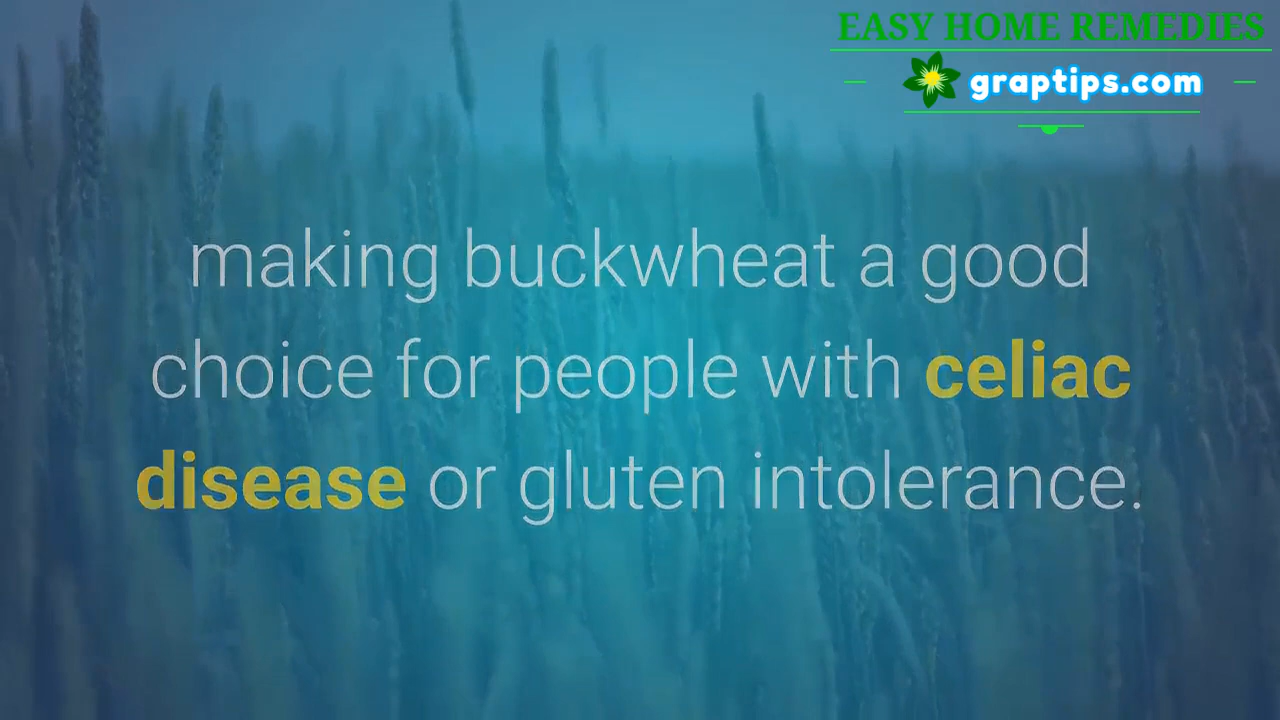 EASY HOME REMEDIES
graptips.com
making buckwheat a good
choice for people with celiac
disease or gluten intolerance.